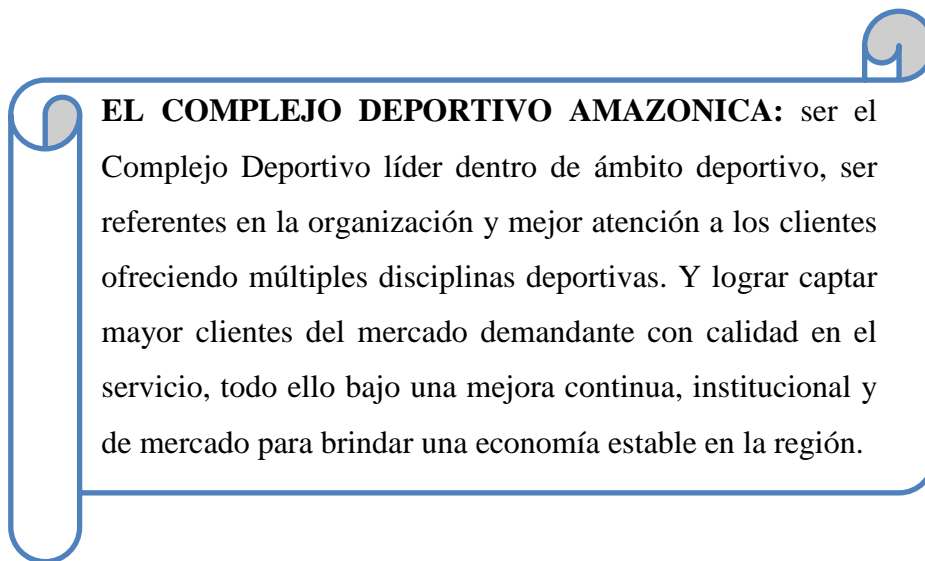 EL COMPLEJO DEPORTIVO AMAZONICA: ser el
Complejo Deportivo líder dentro de ámbito deportivo, ser
referentes en la organización y mejor atención a los clientes
ofreciendo múltiples disciplinas deportivas. Y lograr captar
mayor clientes del mercado demandante con calidad en el
servicio, todo ello bajo una mejora continua, institucional y
de mercado para brindar una economía estable en la región.